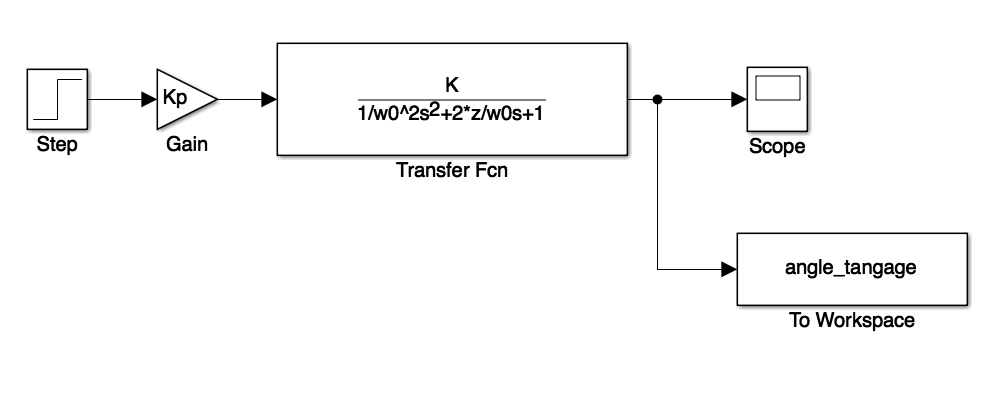 Step
Kp
Gain
K
1/w0^2s2+2*z/w0s+1
Transfer Fcn
Scope
angle_tangage
To Workspace